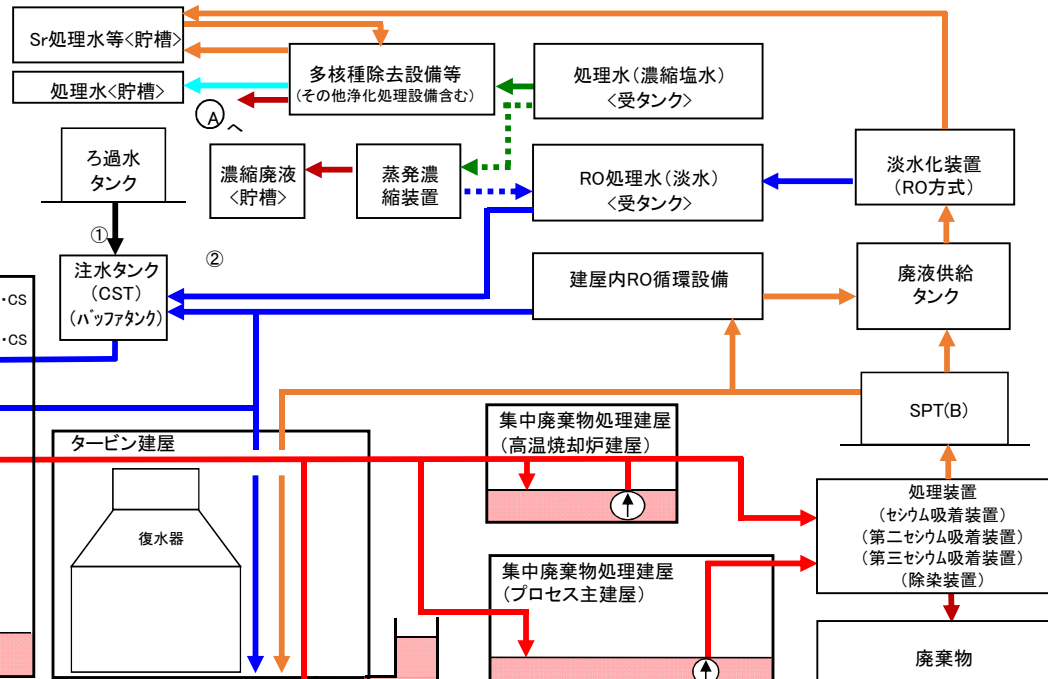 Sr処理水等<貯槽>
処理水<貯槽>
多核種除去設備等
(その他浄化処理設備含む)
処理水(濃縮塩水)
<受タンク>
Aへ
ろ過水
タンク
濃縮廃液
<貯槽>
蒸発濃
縮装置
RO処理水(淡水)
<受タンク>
淡水化装置
(RO方式)
①
②
注水タンク
(CST)
(バッファタンク)
建屋内RO循環設備
廃液供給
タンク
・CS
・CS
SPT(B)
タービン建屋
復水器
集中廃棄物処理建屋
(高温焼却炉建屋)
処理装置
(セシウム吸着装置)
(第二セシウム吸着装置)
(第三セシウム吸着装置)
(除染装置)
集中廃棄物処理建屋
(プロセス主建屋)
廃棄物